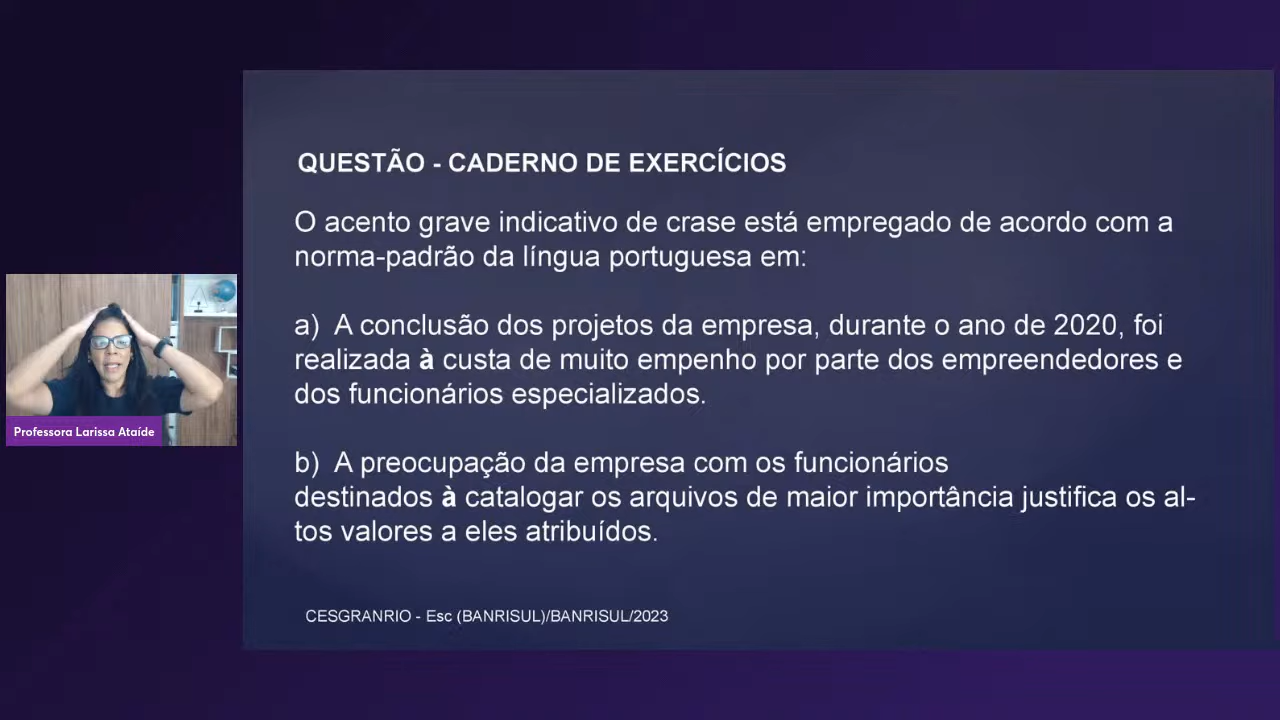 QUESTÃO - CADERNO DE EXERCÍCIOS
O acento grave indicativo de crase está empregado de acordo com a
norma-padrão da língua portuguesa em:
a) A conclusão dos projetos da empresa, durante o ano de 2020, foi
realizada à custa de muito empenho por parte dos empreendedores e
dos funcionários especializados.
b) A preocupação da empresa com os funcionários
destinados à catalogar os arquivos de maior importância justifica os al-
tos valores a eles atribuídos.
Professora Larissa Ataíde
CESGRANRIO - Esc (BANRISUL)/BANRISUL/2023